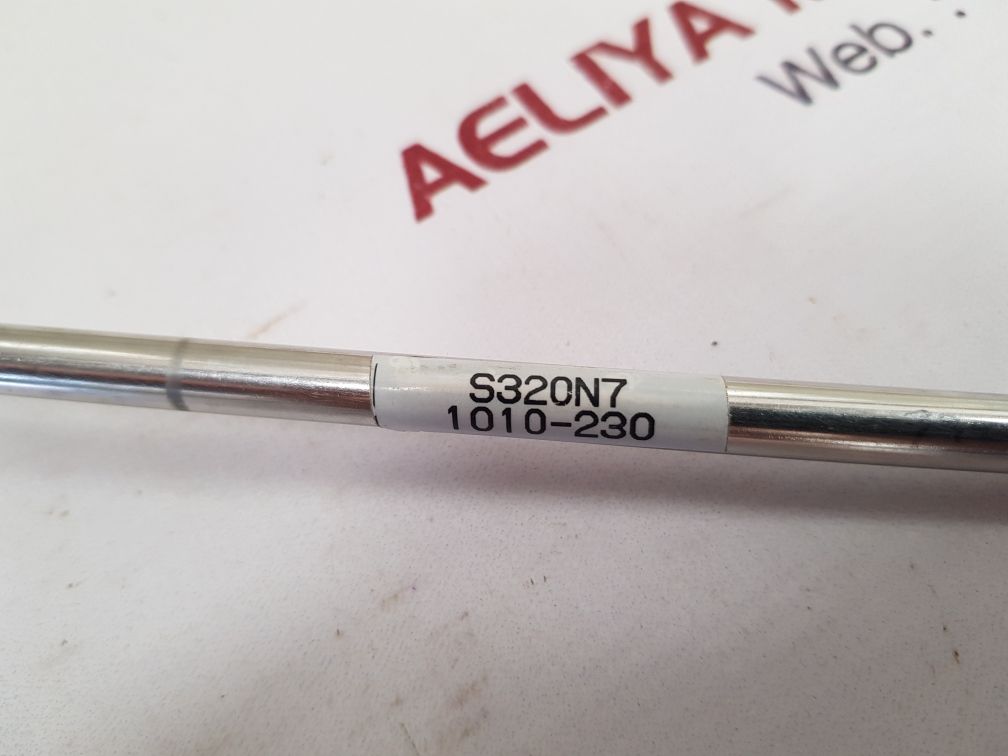 AELIYA
Web.
S320N7
1010-230